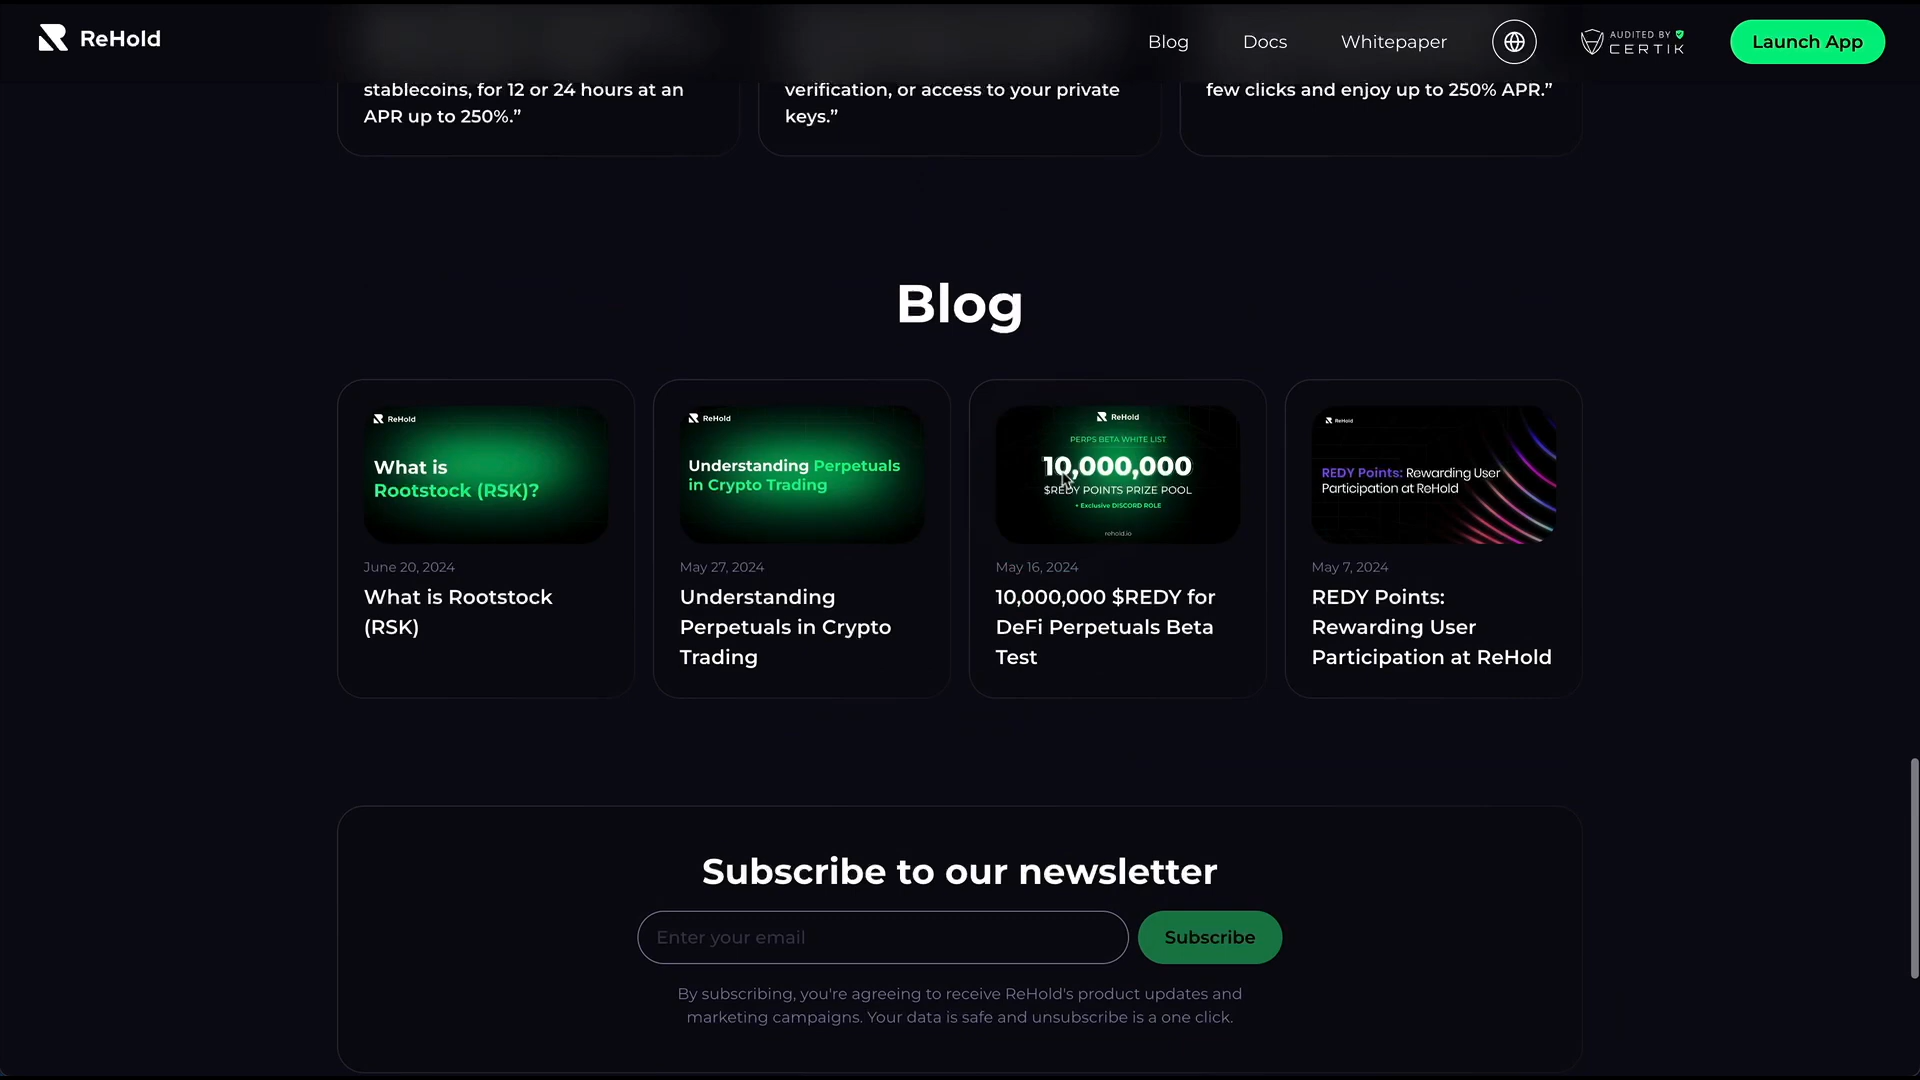 ReHold
Blog
Docs
Whitepaper
AUDITED BY
CERTIK
Launch App
stablecoins, for 12 or 24 hours at an
APR up to 250%.”
verification, or access to your private
keys.”
few clicks and enjoy up to 250% APR.”
Blog
ReHold
What is
Rootstock (RSK)?
June 20, 2024
What is Rootstock
(RSK)
ReHold
Understanding Perpetuals
in Crypto Trading
May 27, 2024
Understanding
Perpetuals in Crypto
Trading
ReHold
PERPS BETA WHITE LIST
10,000,000
$REDY POINTS PRIZE POOL
+ Exclusive DISCORD ROLE
rehold.io
May 16, 2024
10,000,000 $REDY for
DeFi Perpetuals Beta
Test
ReHold
REDY Points: Rewarding User
Participation at ReHold
May 7, 2024
REDY Points:
Rewarding User
Participation at ReHold
Subscribe to our newsletter
Enter your email
Subscribe
By subscribing, you're agreeing to receive ReHold's product updates and
marketing campaigns. Your data is safe and unsubscribe is a one click.